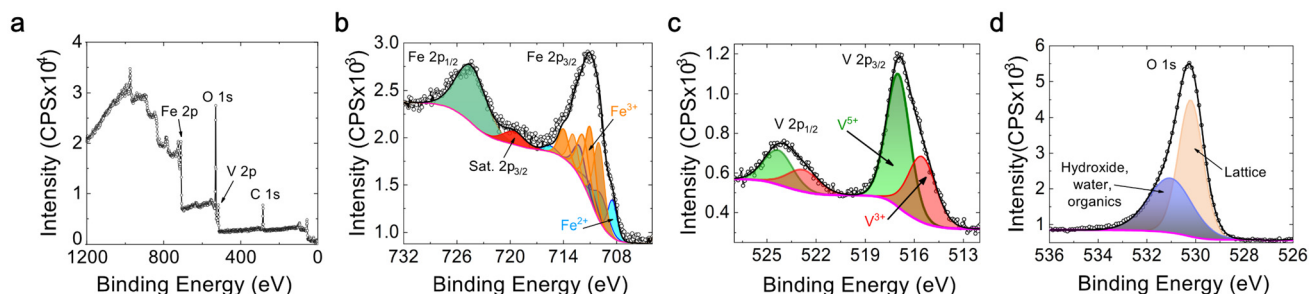 a
Intensity (CPSx10⁴)
4
3
2
1
0
1200
800
400
0
Binding Energy (eV)
Fe 2p
O 1s
V 2p
C 1s
b
Intensity (CPSx10³)
3.0
2.5
2.0
1.5
1.0
732
726
720
714
708
Binding Energy (eV)
Fe 2p1/2
Fe 2p3/2
Fe³⁺
Sat. 2p3/2
Fe²⁺
c
Intensity (CPSx10³)
1.2
1.0
0.8
0.6
0.4
525
522
519
516
513
Binding Energy (eV)
V 2p3/2
V 2p1/2
V⁵⁺
V³⁺
d
Intensity(CPSx10³)
6
5
4
3
2
1
0
536
534
532
530
528
526
Binding Energy (eV)
O 1s
Hydroxide,
water,
organics
Lattice